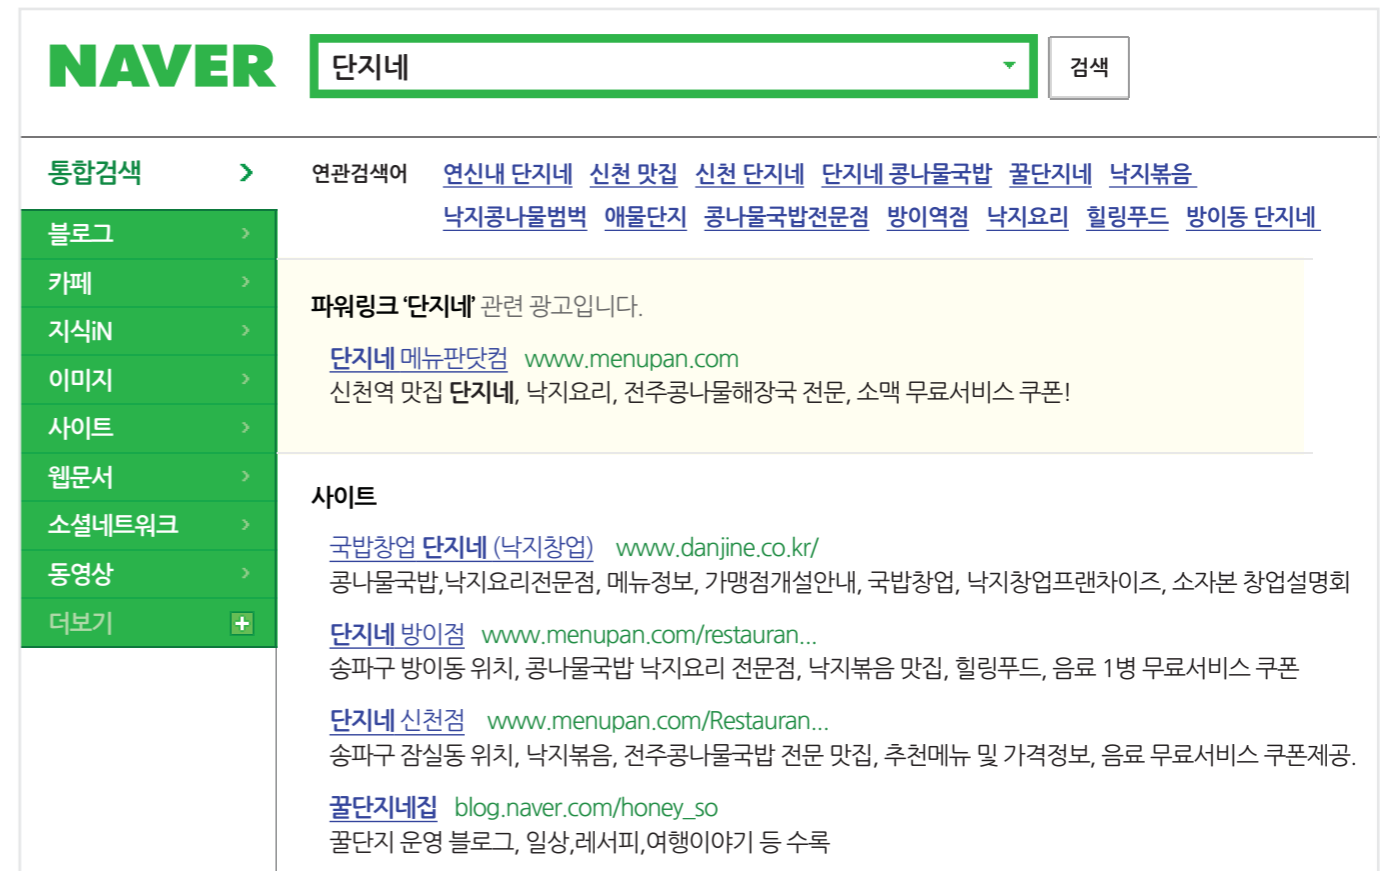 NAVER 단지네 검색
통합검색
블로그
카페
지식iN
이미지
사이트
웹문서
소셜네트워크
동영상
더보기
연관검색어 연신내 단지네 신천 맛집 신천 단지네 단지네 콩나물국밥 꿀단지네 낙지볶음
낙지콩나물범벅 애물단지 콩나물국밥전문점 방이역점 낙지요리 힐링푸드 방이동 단지네
파워링크 ‘단지네’ 관련 광고입니다.
단지네 메뉴판닷컴 www.menupan.com
신천역 맛집 단지네, 낙지요리, 전주콩나물해장국 전문, 소맥 무료서비스 쿠폰!
사이트
국밥창업 단지네 (낙지창업) www.danjine.co.kr/
콩나물국밥,낙지요리전문점, 메뉴정보, 가맹점개설안내, 국밥창업, 낙지창업프랜차이즈, 소자본 창업설명회
단지네 방이점 www.menupan.com/restauran...
송파구 방이동 위치, 콩나물국밥 낙지요리 전문점, 낙지볶음 맛집, 힐링푸드, 음료 1병 무료서비스 쿠폰
단지네 신천점 www.menupan.com/Restauran...
송파구 잠실동 위치, 낙지볶음, 전주콩나물국밥 전문 맛집, 추천메뉴 및 가격정보, 음료 무료서비스 쿠폰제공.
꿀단지네집 blog.naver.com/honey_so
꿀단지 운영 블로그, 일상,레서피,여행이야기 등 수록